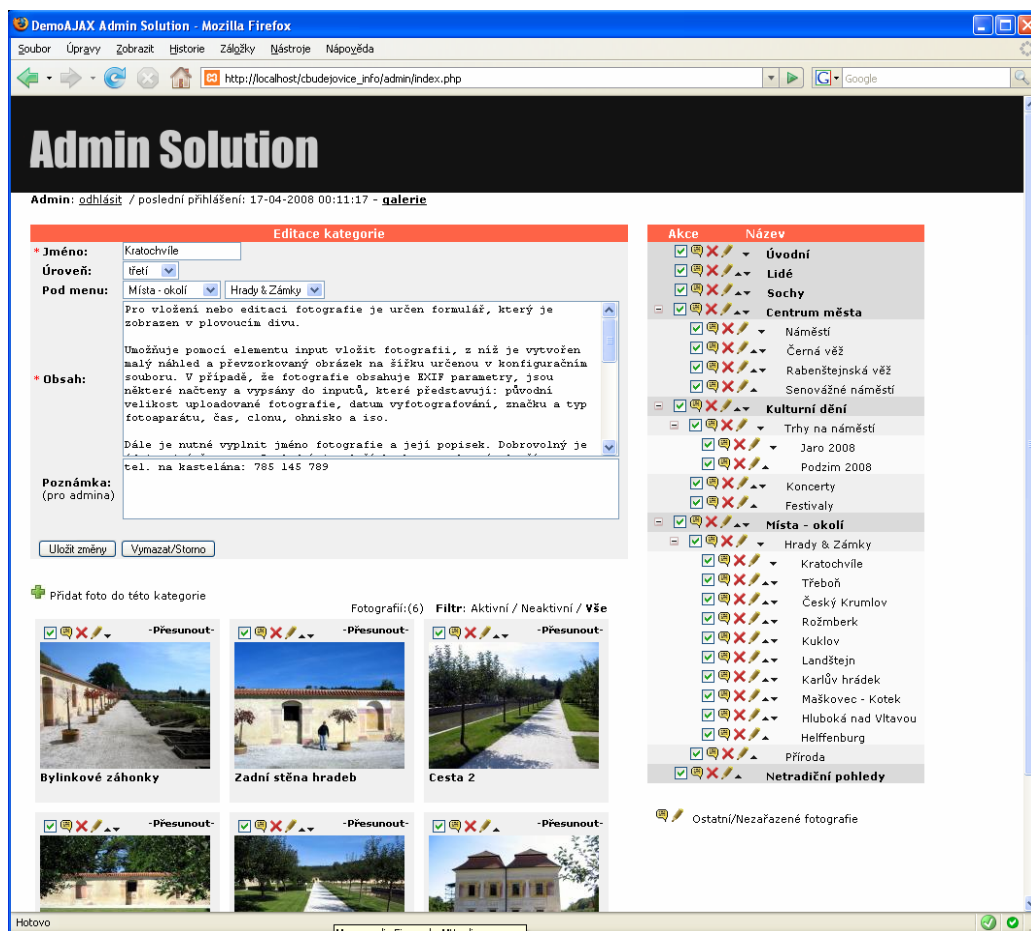 DemoAJAX Admin Solution - Mozilla Firefox
Soubor Úpravy Zobrazit Historie Záložky Nástroje Nápověda
http://localhost/cbudejovice_info/admin/index.php
G Google
Admin Solution
Admin: odhlásit / poslední přihlášení: 17-04-2008 00:11:17 - galerie
Editace kategorie
* Jméno: Kratochvíle
Úroveň: třetí
Pod menu: Místa - okolí Hrady & Zámky
* Obsah:
Pro vložení nebo editaci fotografie je určen formulář, který je
zobrazen v plovoucím divu.
Umožňuje pomocí elementu input vložit fotografii, z níž je vytvořen
malý náhled a převzorkovaný obrázek na šířku určenou v konfiguračním
souboru. V případě, že fotografie obsahuje EXIF parametry, jsou
některé načteny a vypsány do inputů, které představují: původní
velikost uploadované fotografie, datum vyfotografování, značku a typ
fotoaparátu, čas, clonu, ohnisko a iso.
Dále je nutné vyplnit jméno fotografie a její popisek. Dobrovolný je
Poznámka:
(pro admina)
tel. na kastelána: 785 145 789
Uložit změny Vymazat/Storno
Přidat foto do této kategorie
Fotografií:(6) Filtr: Aktivní / Neaktivní / Vše
-Přesunout- -Přesunout- -Přesunout-
Bylinkové záhonky Zadní stěna hradeb Cesta 2
-Přesunout- -Přesunout- -Přesunout-
Akce Název
Úvodní
Lidé
Sochy
Centrum města
Náměstí
Černá věž
Rabenštejnská věž
Senovážné náměstí
Kulturní dění
Trhy na náměstí
Jaro 2008
Podzim 2008
Koncerty
Festivaly
Místa - okolí
Hrady & Zámky
Kratochvíle
Třeboň
Český Krumlov
Rožmberk
Kuklov
Landštejn
Karlův hrádek
Maškovec - Kotek
Hluboká nad Vltavou
Helffenburg
Příroda
Netradiční pohledy
Ostatní/Nezařazené fotografie
Hotovo